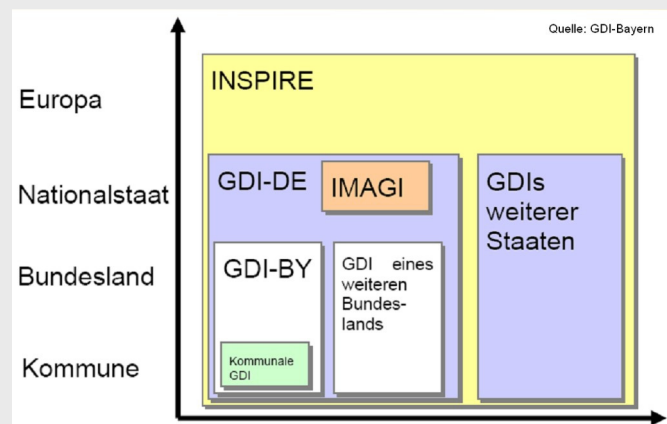 Quelle: GDI-Bayern
Europa
INSPIRE
Nationalstaat
GDI-DE
IMAGI
GDIs
weiterer
Staaten
Bundesland
GDI-BY
GDI eines
weiteren
Bundes-
lands
Kommune
Kommunale
GDI